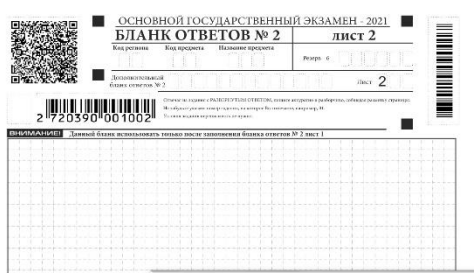 ОСНОВНОЙ ГОСУДАРСТВЕННЫЙ ЭКЗАМЕН - 2021
БЛАНК ОТВЕТОВ № 2 лист 2
Код региона Код предмета Название предмета
Резерв - 6
Дополнительный
бланк ответов № 2
Лист 2
2 720390 001002
ВНИМАНИЕ! Данный бланк использовать только после заполнения бланка ответов № 2 лист 1